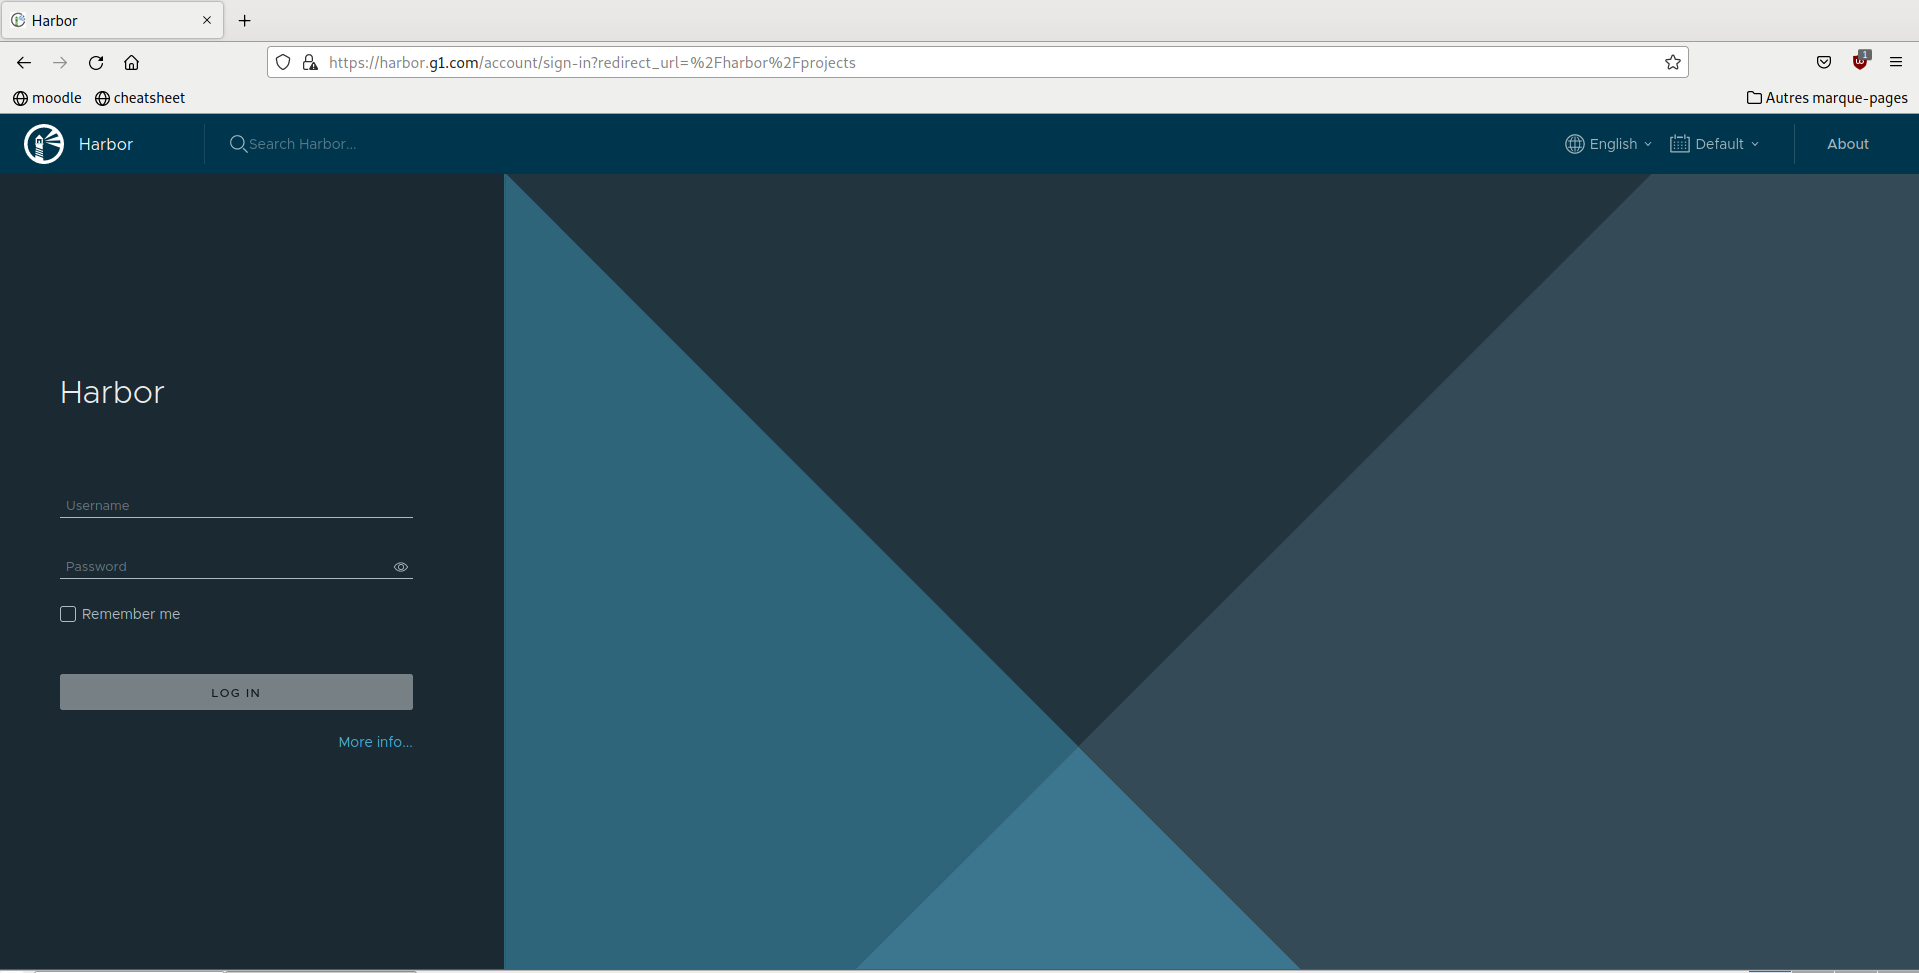 Harbor
https://harbor.g1.com/account/sign-in?redirect_url=%2Fharbor%2Fprojects
1
moodle cheatsheet Autres marque-pages
Harbor Search Harbor... English Default About
Harbor
Username
Password
Remember me
LOG IN
More info...